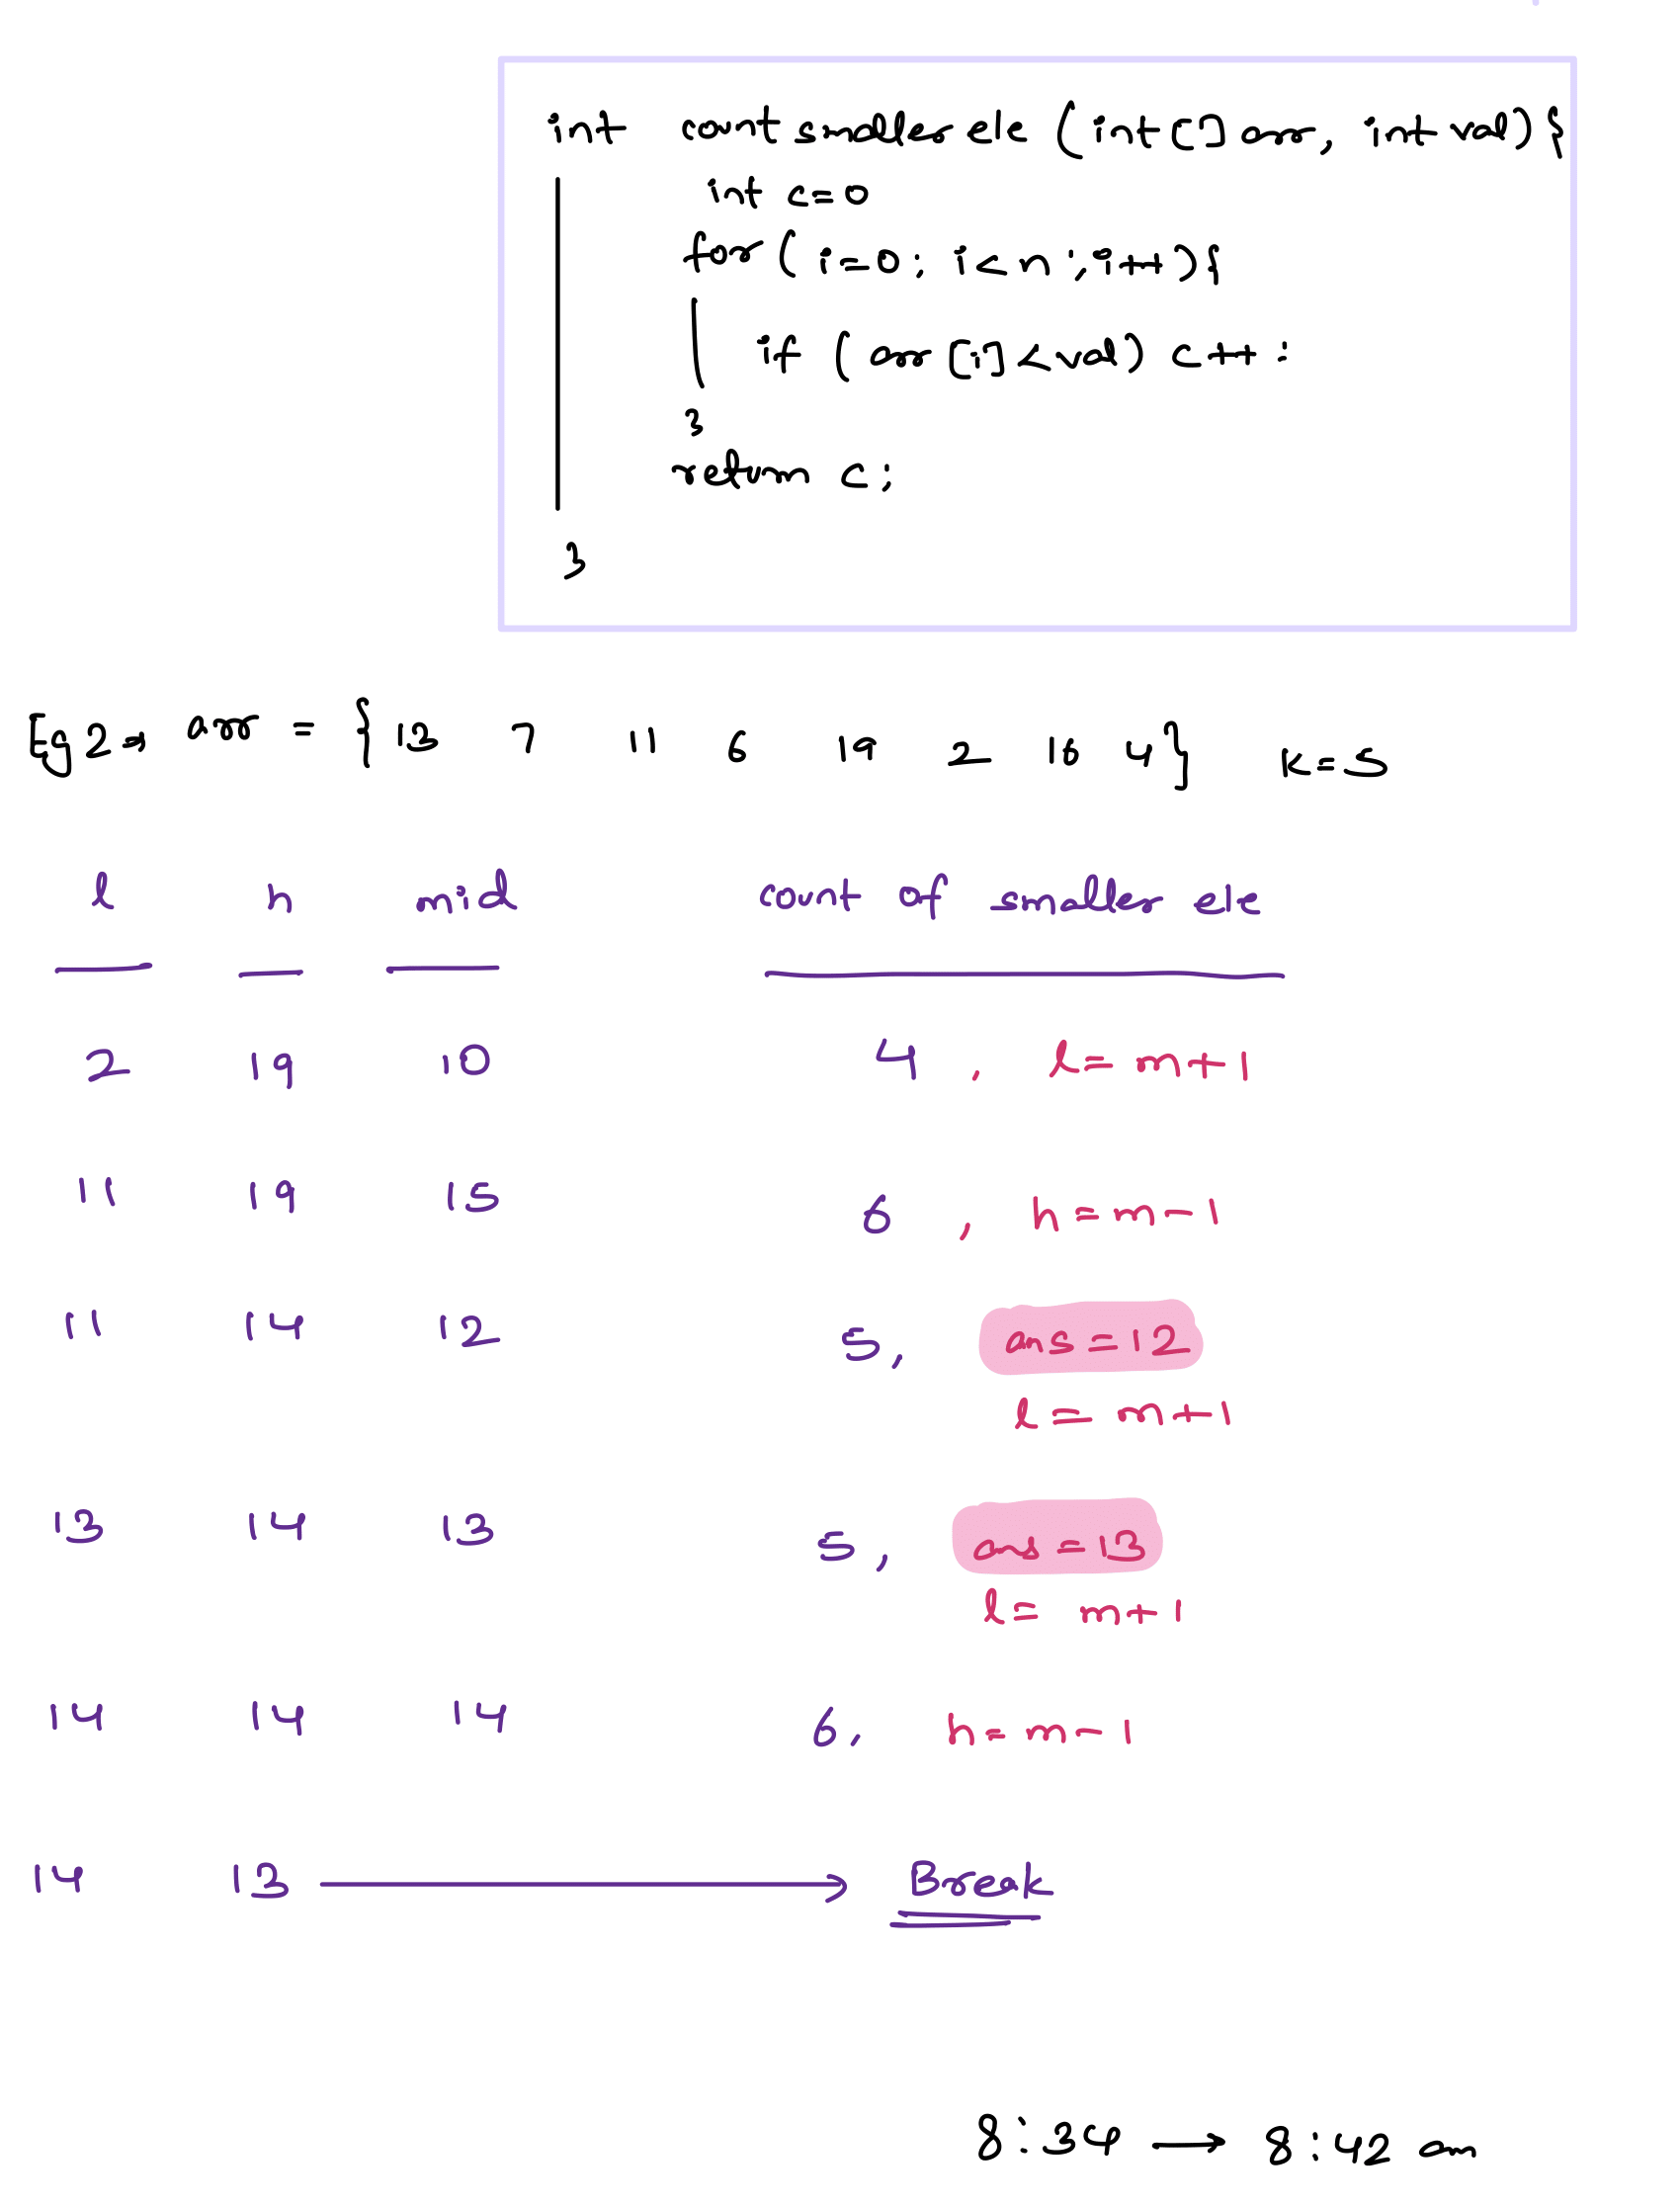 int count smaller ele (int[] arr, int val) {
int c=0
for ( i=0; i<n ; i++ ) {
if ( arr [i] < val) c++ ;
}
return c;
}
Eg 2⇒ arr = { 13 7 11 6 19 2 16 4 } K=5
l h mid count of smaller ele
2 19 10 4 , l= m+1
11 19 15 6 , h=m-1
11 14 12 5, ans=12
l= m+1
13 14 13 5, ans=13
l= m+1
14 14 14 6, h=m-1
14 13 → Break
8:34 → 8:42 am